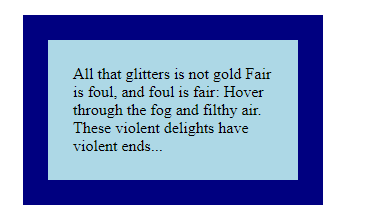 All that glitters is not gold Fair
is foul, and foul is fair: Hover
through the fog and filthy air.
These violent delights have
violent ends...